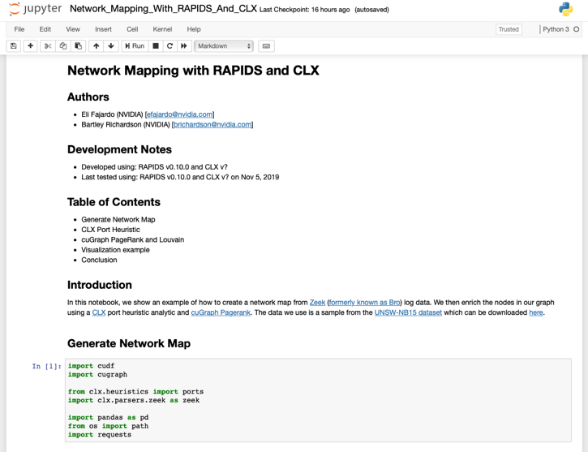 jupyter Network_Mapping_With_RAPIDS_And_CLX Last Checkpoint: 16 hours ago (autosaved)
File Edit View Insert Cell Kernel Help Trusted Python 3
Run Markdown
Network Mapping with RAPIDS and CLX
Authors
• Eli Fajardo (NVIDIA) [efajardo@nvidia.com]
• Bartley Richardson (NVIDIA) [brichardson@nvidia.com]
Development Notes
• Developed using: RAPIDS v0.10.0 and CLX v?
• Last tested using: RAPIDS v0.10.0 and CLX v? on Nov 5, 2019
Table of Contents
• Generate Network Map
• CLX Port Heuristic
• cuGraph PageRank and Louvain
• Visualization example
• Conclusion
Introduction
In this notebook, we show an example of how to create a network map from Zeek (formerly known as Bro) log data. We then enrich the nodes in our graph
using a CLX port heuristic analytic and cuGraph Pagerank. The data we use is a sample from the UNSW-NB15 dataset which can be downloaded here.
Generate Network Map
In [1]: import cudf
import cugraph
from clx.heuristics import ports
import clx.parsers.zeek as zeek
import pandas as pd
from os import path
import requests